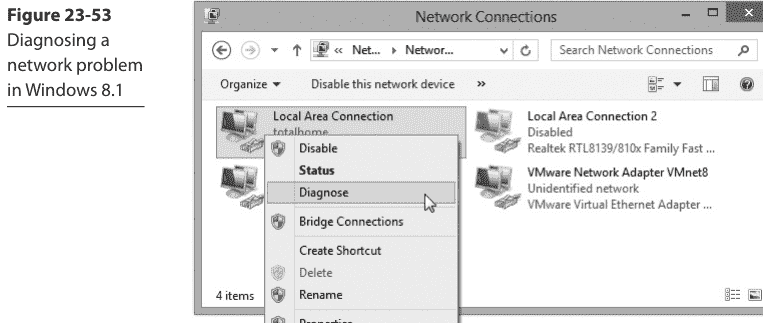 Figure 23-53
Diagnosing a
network problem
in Windows 8.1
Network Connections
« Net... Networ...
Search Network Connections
Organize
Disable this network device
»
Local Area Connection
totalhome
Local Area Connection 2
Disabled
Realtek RTL8139/810x Family Fast ...
VMware Network Adapter VMnet8
Unidentified network
VMware Virtual Ethernet Adapter ...
Disable
Status
Diagnose
Bridge Connections
Create Shortcut
Delete
Rename
Properties
4 items